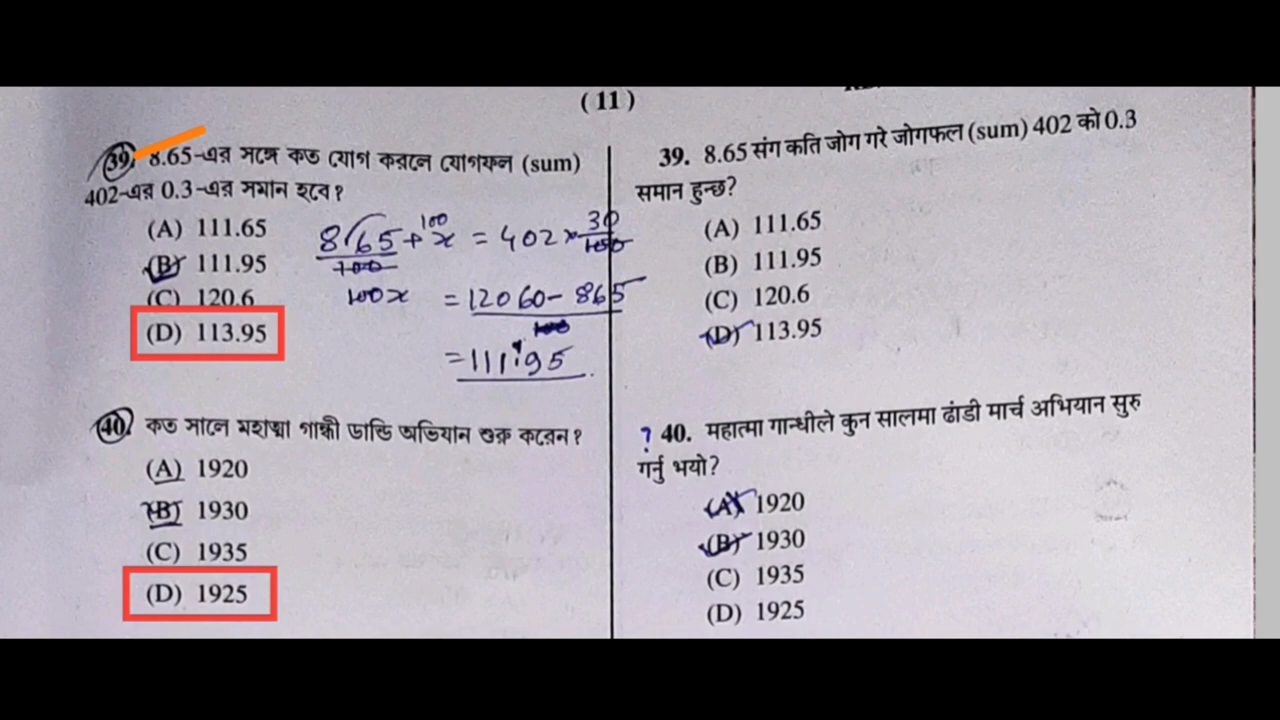 (11)
39. 8.65-এর সঙ্গে কত যোগ করলে যোগফল (sum)
402-এর 0.3-এর সমান হবে?
(A) 111.65
(B) 111.95
(C) 120.6
(D) 113.95
8.65/100 + 100x = 402 × 30/100
100x = 12060 - 865
= 111.95
40. কত সালে মহাত্মা গান্ধী ডান্ডি অভিযান শুরু করেন?
(A) 1920
(B) 1930
(C) 1935
(D) 1925
39. 8.65 संग कति जोग गरे जोगफल (sum) 402 को 0.3
समान हुन्छ?
(A) 111.65
(B) 111.95
(C) 120.6
(D) 113.95
? 40. महात्मा गान्धीले कुन सालमा ढांडी मार्च अभियान सुरु
गर्नु भयो?
(A) 1920
(B) 1930
(C) 1935
(D) 1925